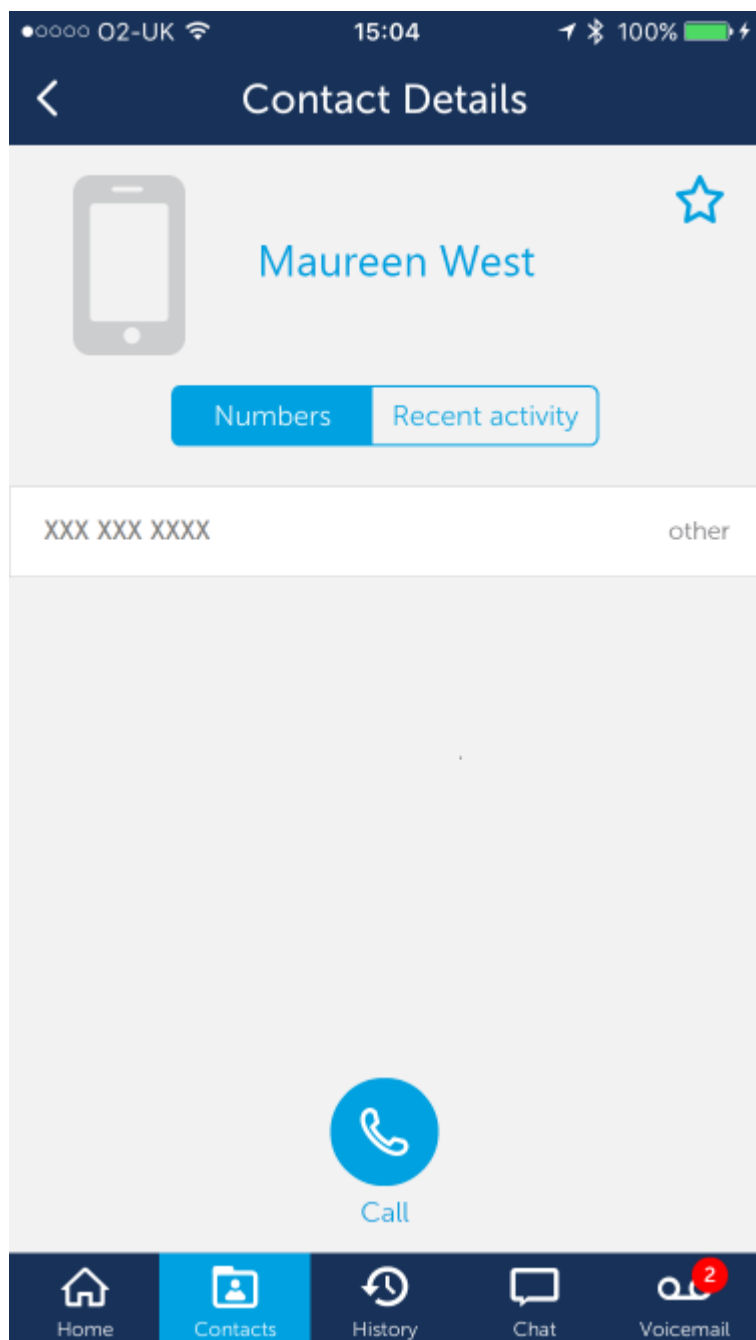 O2-UK 15:04 100%
Contact Details
Maureen West
Numbers Recent activity
XXX XXX XXXX other
Call
2
Home Contacts History Chat Voicemail